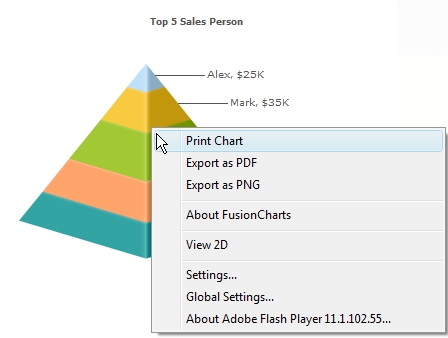 Top 5 Sales Person
Alex, $25K
Mark, $35K
Print Chart
Export as PDF
Export as PNG
About FusionCharts
View 2D
Settings...
Global Settings...
About Adobe Flash Player 11.1.102.55...